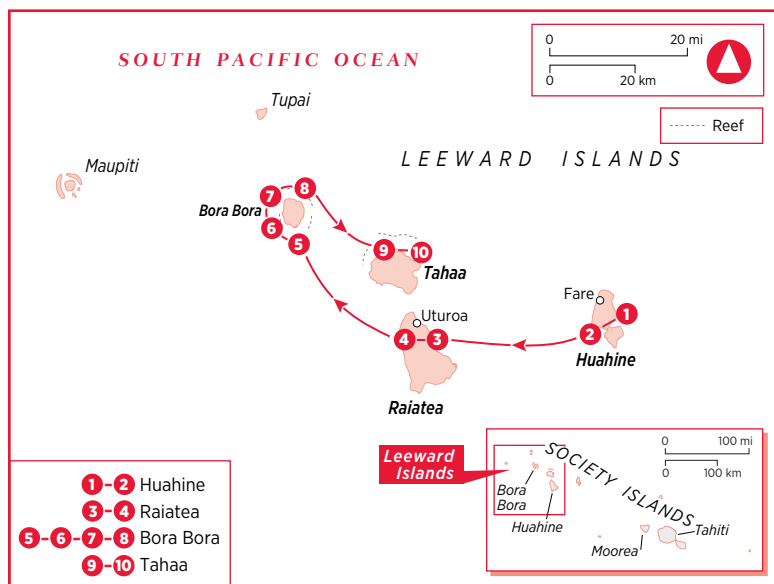 0 20 mi
0 20 km
SOUTH PACIFIC OCEAN
Tupai
Reef
LEEWARD ISLANDS
Maupiti
7 8
Bora Bora
6 5
9 10
Tahaa
Fare
1
2
Uturoa
4 3
Huahine
Raiatea
0 100 mi
0 100 km
Leeward
Islands
SOCIETY ISLANDS
Bora
Bora
Huahine
Tahiti
Moorea
1 - 2 Huahine
3 - 4 Raiatea
5 - 6 - 7 - 8 Bora Bora
9 - 10 Tahaa